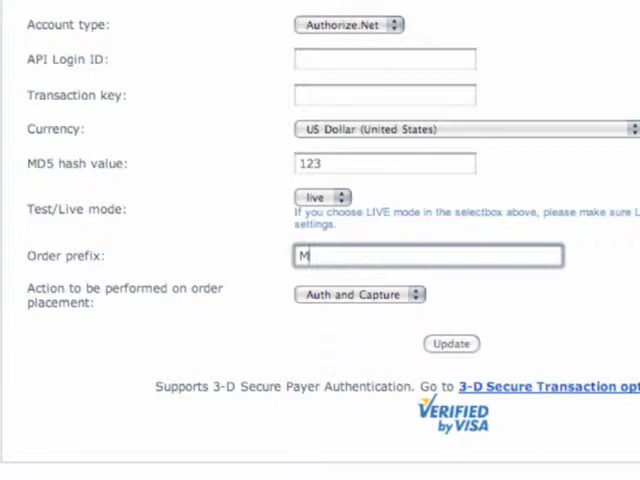 Account type: Authorize.Net
API Login ID:
Transaction key:
Currency: US Dollar (United States)
MD5 hash value: 123
Test/Live mode: live
If you choose LIVE mode in the selectbox above, please make sure
settings.
Order prefix: M
Action to be performed on order
placement: Auth and Capture
Update
Supports 3-D Secure Payer Authentication. Go to 3-D Secure Transaction
VERIFIED
by VISA